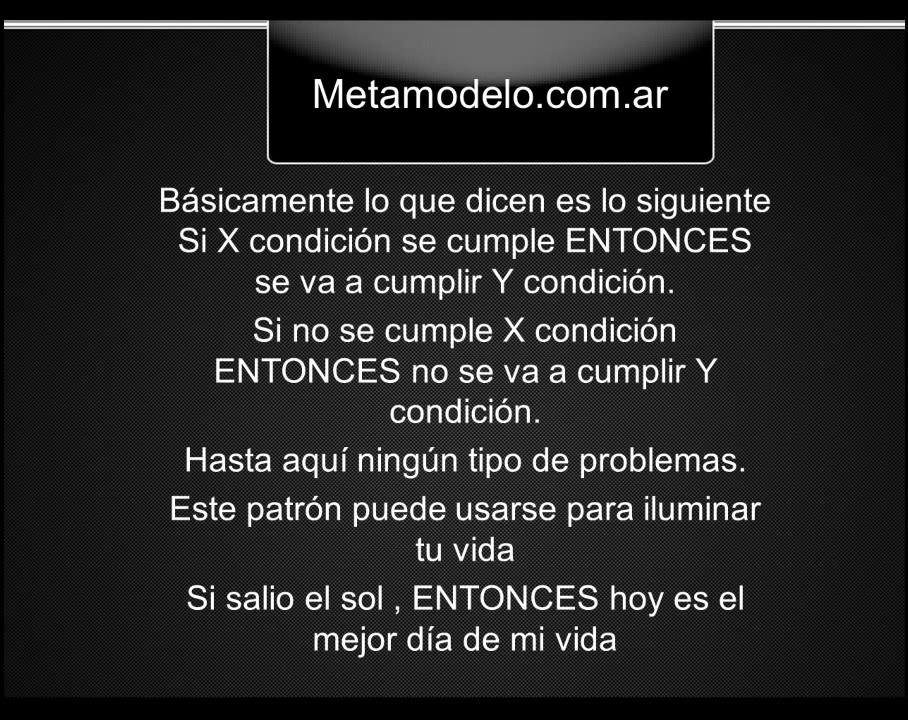 Metamodelo.com.ar
Básicamente lo que dicen es lo siguiente
Si X condición se cumple ENTONCES
se va a cumplir Y condición.
Si no se cumple X condición
ENTONCES no se va a cumplir Y
condición.
Hasta aquí ningún tipo de problemas.
Este patrón puede usarse para iluminar
tu vida
Si salio el sol , ENTONCES hoy es el
mejor día de mi vida